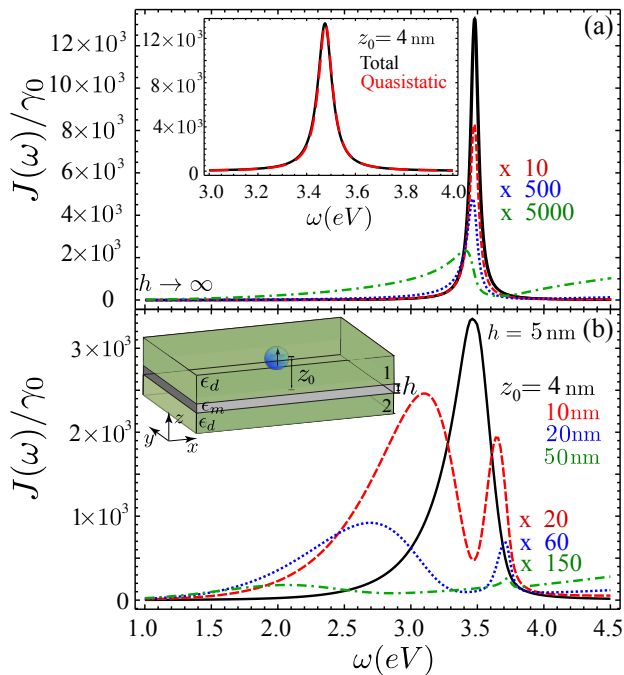 (a)
J(ω)/γ₀
12×10³
10×10³
8×10³
6×10³
4×10³
2×10³
0
12×10³
8×10³
4×10³
0
3.0 3.2 3.4 3.6 3.8 4.0
ω(eV)
z₀= 4 nm
Total
Quasistatic
x 10
x 500
x 5000
h → ∞
(b)
J(ω)/γ₀
3×10³
2×10³
1×10³
0
h = 5 nm
z₀= 4 nm
10nm
20nm
50nm
x 20
x 60
x 150
ϵd
ϵm
ϵd
z₀
1
h
2
z
y
x
1.0 1.5 2.0 2.5 3.0 3.5 4.0 4.5
ω(eV)